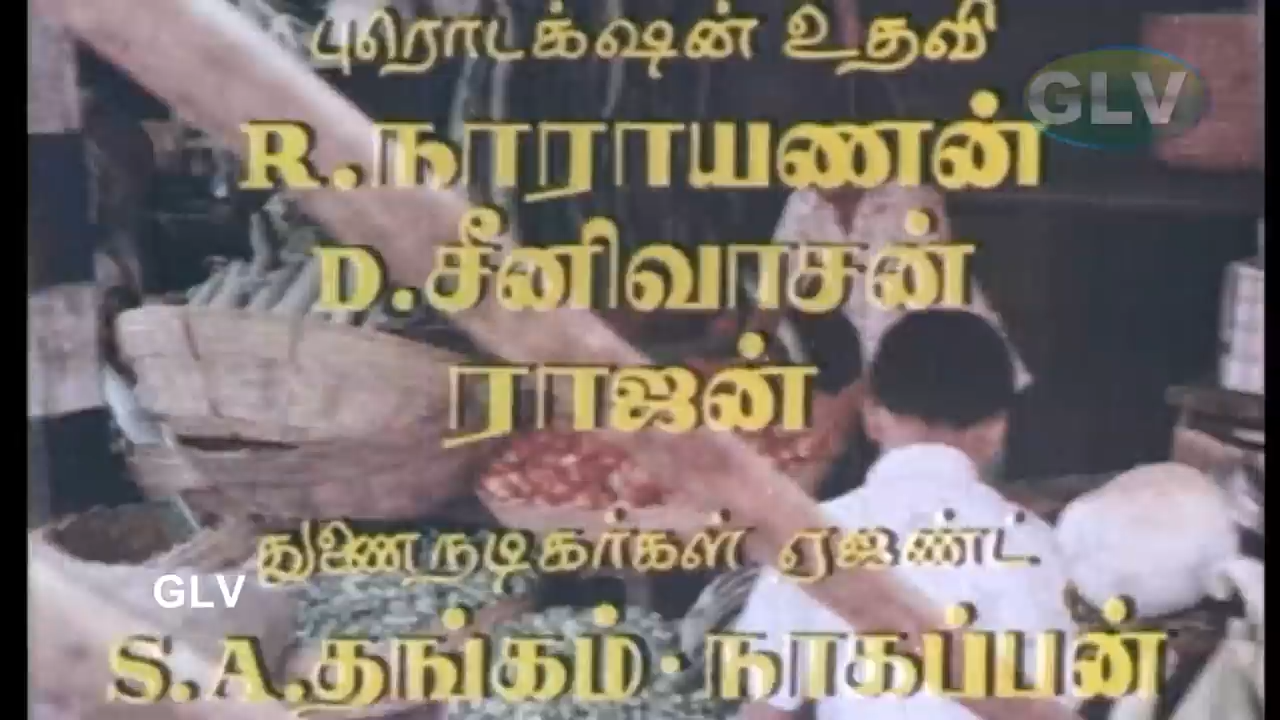 புரொடக்ஷன் உதவி
GLV
R.நாராயணன்
D.சீனிவாசன்
ராஜன்
துணைநடிகர்கள் ஏஜண்ட்
GLV
S.A.தங்கம். நாகப்பன்